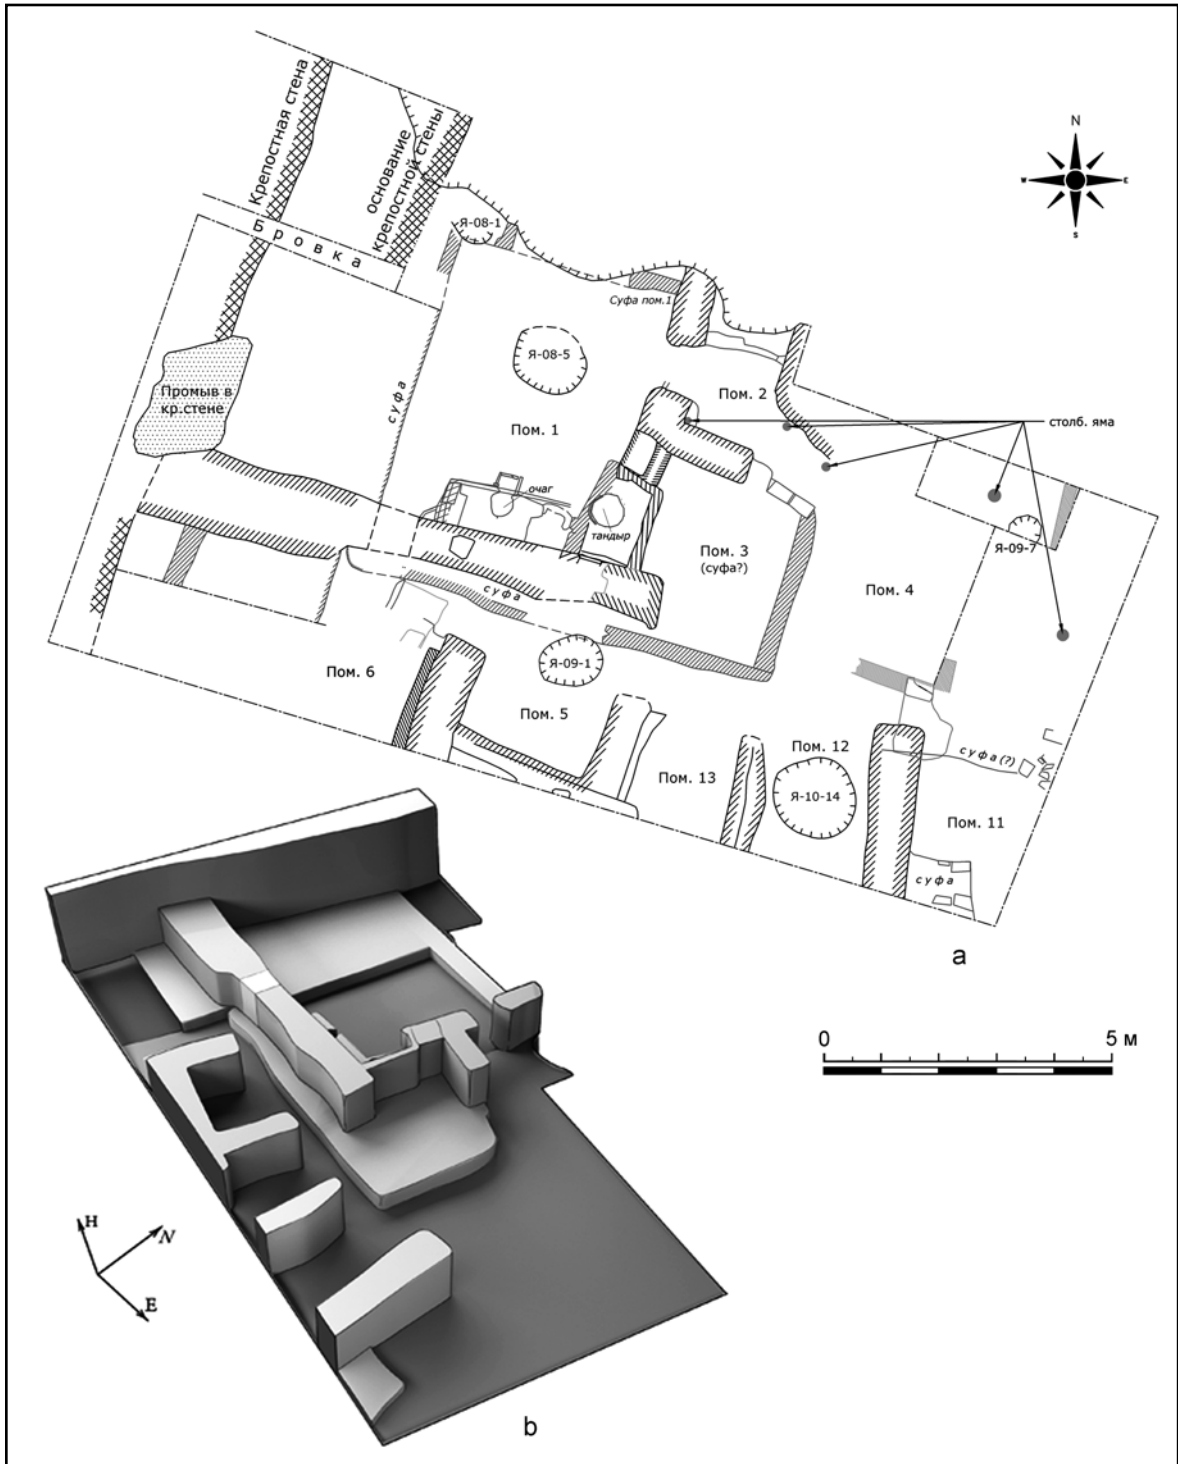 Крепостная стена
основание
крепостной стены
Бровка
N
W
E
S
Я-08-1
Суфа пом.1
Я-08-5
суфа
Промыв в
кр.стене
Пом. 2
столб. яма
Пом. 1
очаг
тандыр
Пом. 3
(суфа?)
Я-09-7
Пом. 4
суфа
Я-09-1
Пом. 6
Пом. 5
Пом. 12
суфа(?)
Пом. 13
Я-10-14
Пом. 11
суфа
a
0
5 м
H
N
E
b